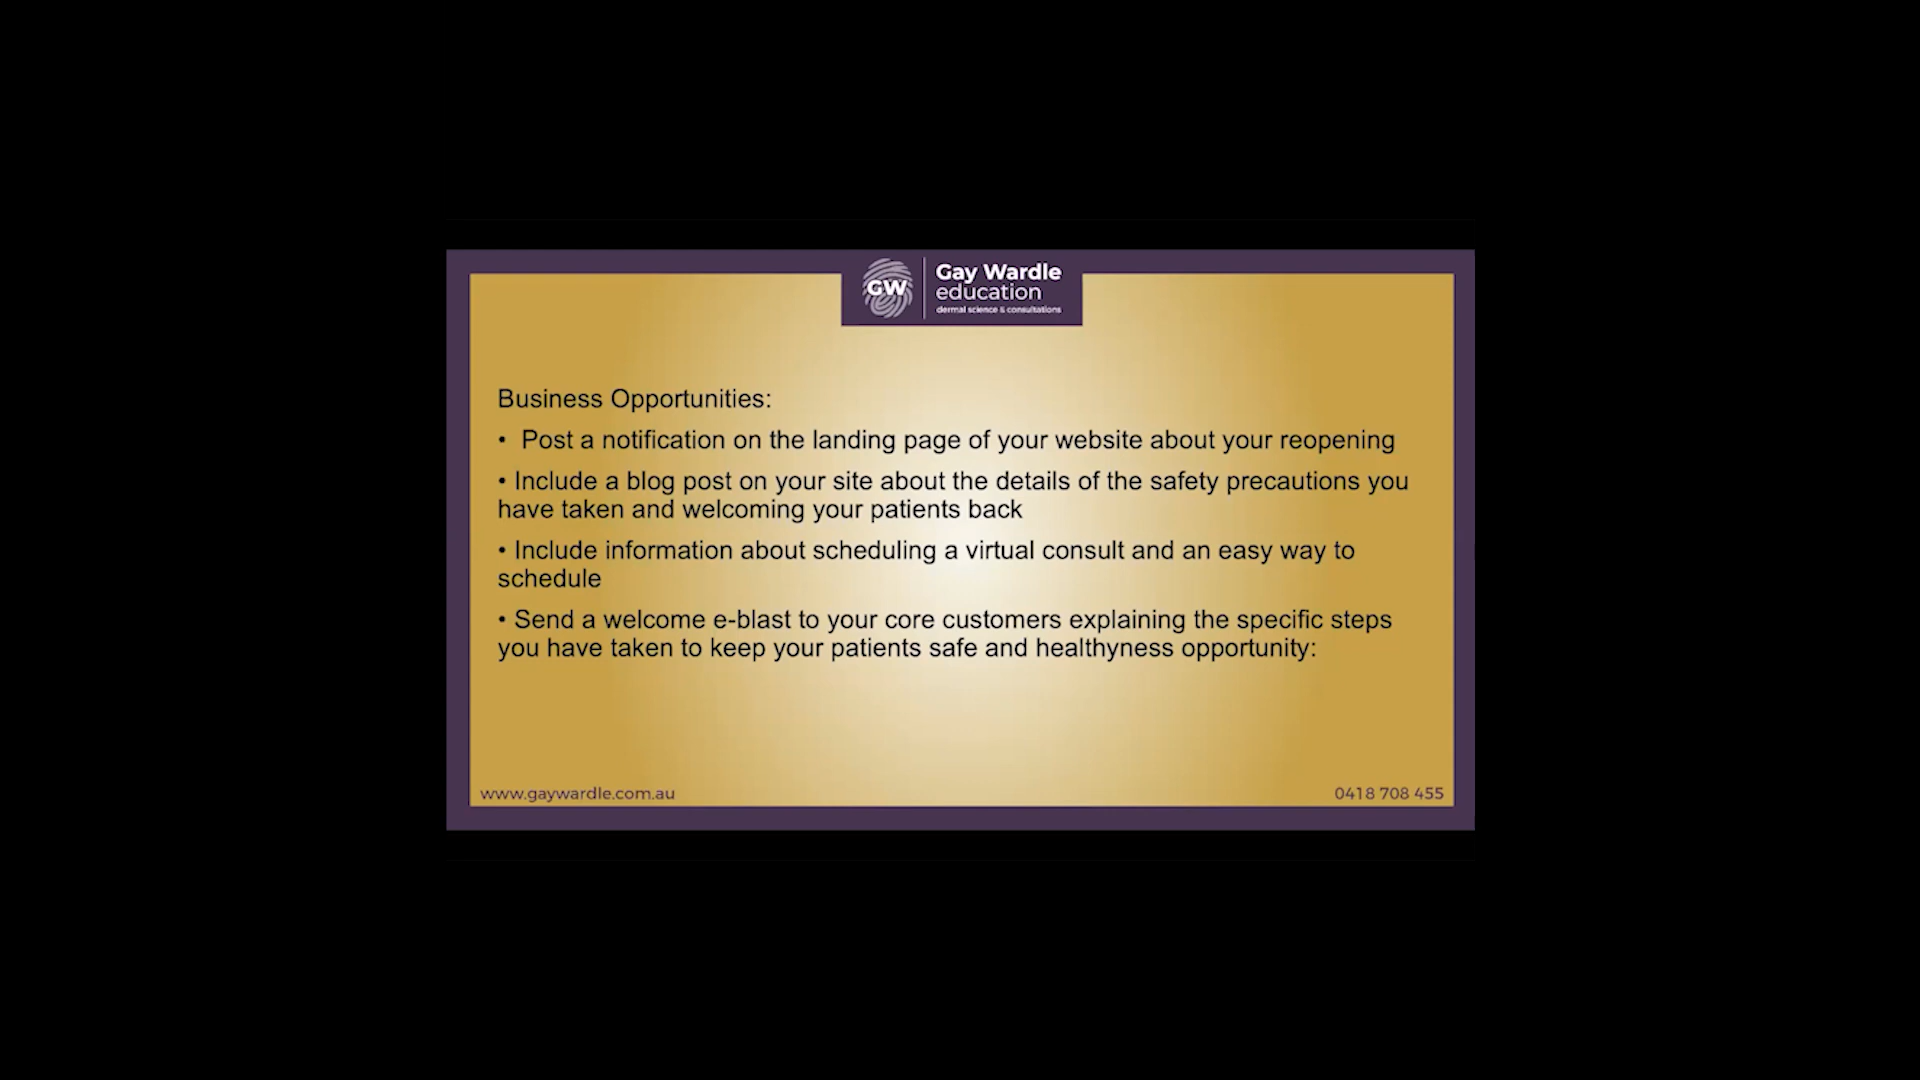 GW
Gay Wardle
education
dermal science & consultations
Business Opportunities:
• Post a notification on the landing page of your website about your reopening
• Include a blog post on your site about the details of the safety precautions you
have taken and welcoming your patients back
• Include information about scheduling a virtual consult and an easy way to
schedule
• Send a welcome e-blast to your core customers explaining the specific steps
you have taken to keep your patients safe and healthyness opportunity:
www.gaywardle.com.au
0418 708 455